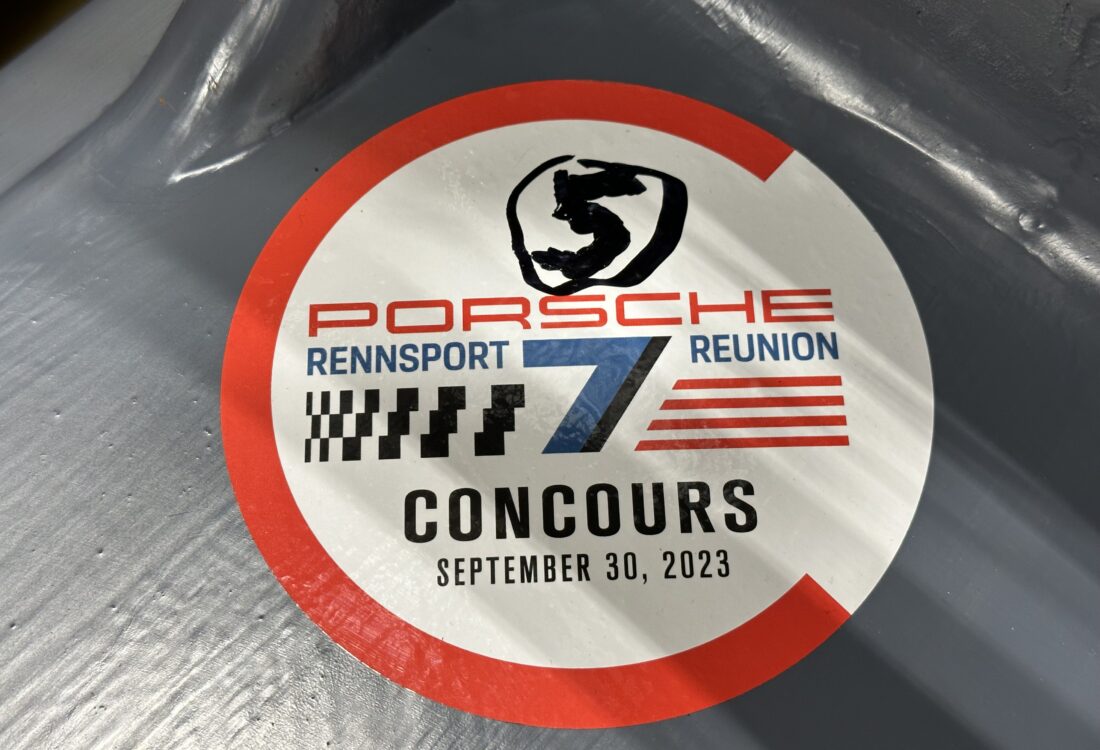 5
PORSCHE
RENNSPORT 7 REUNION
CONCOURS
SEPTEMBER 30, 2023